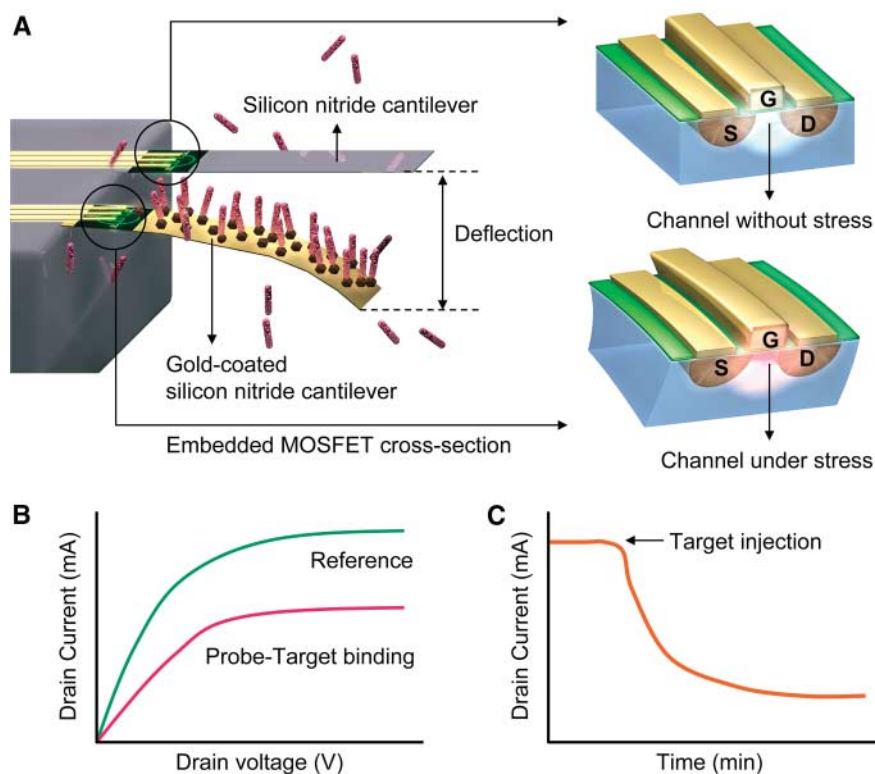 A
Silicon nitride cantilever
G
S
D
Channel without stress
Deflection
Gold-coated
silicon nitride cantilever
G
S
D
Embedded MOSFET cross-section
Channel under stress
B
Drain Current (mA)
Reference
Probe-Target binding
Drain voltage (V)
C
Drain Current (mA)
Target injection
Time (min)